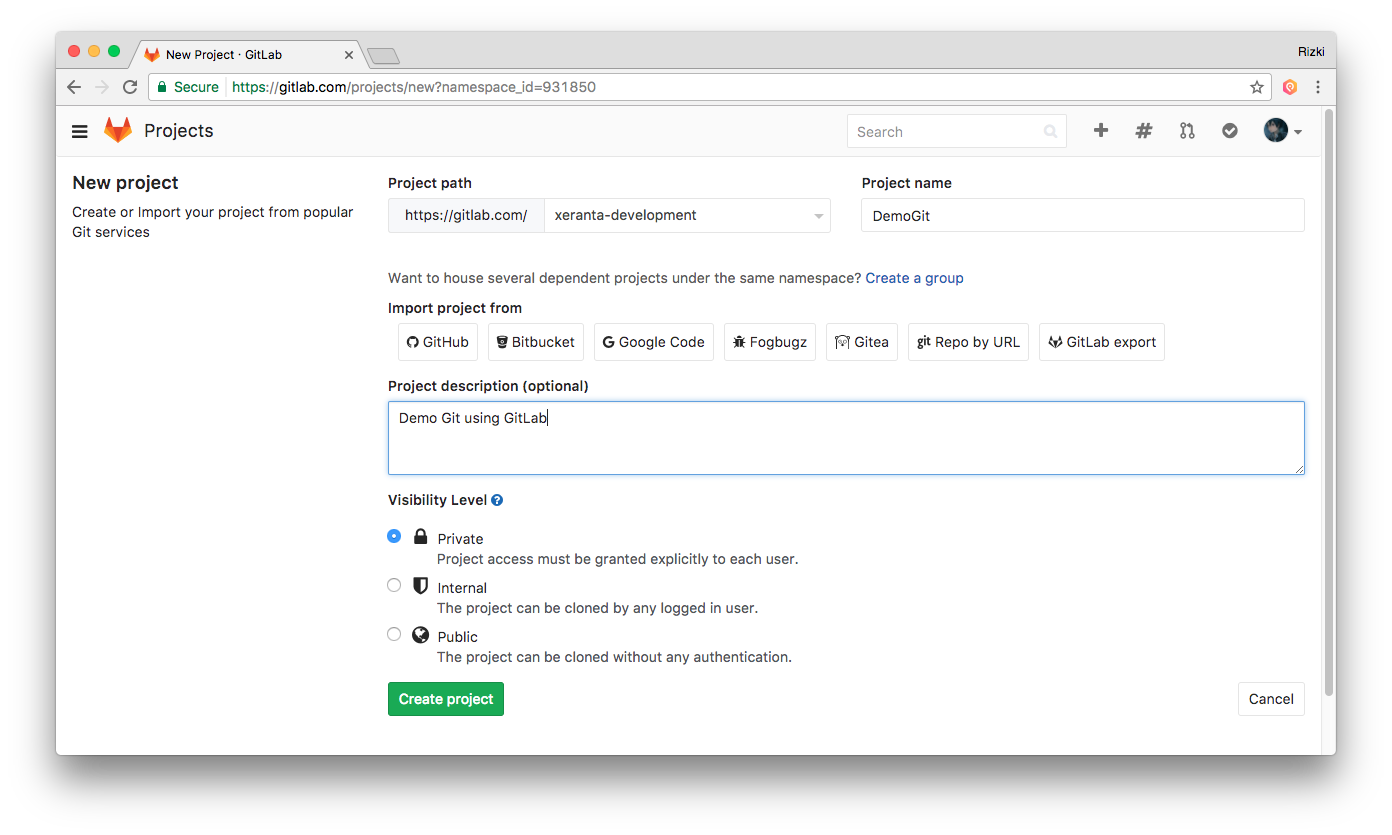 New Project · GitLab
Rizki
Secure https://gitlab.com/projects/new?namespace_id=931850
Projects
Search
New project
Create or Import your project from popular
Git services
Project path
Project name
https://gitlab.com/ xeranta-development
DemoGit
Want to house several dependent projects under the same namespace? Create a group
Import project from
GitHub Bitbucket Google Code Fogbugz Gitea git Repo by URL GitLab export
Project description (optional)
Demo Git using GitLab
Visibility Level
Private
Project access must be granted explicitly to each user.
Internal
The project can be cloned by any logged in user.
Public
The project can be cloned without any authentication.
Create project
Cancel